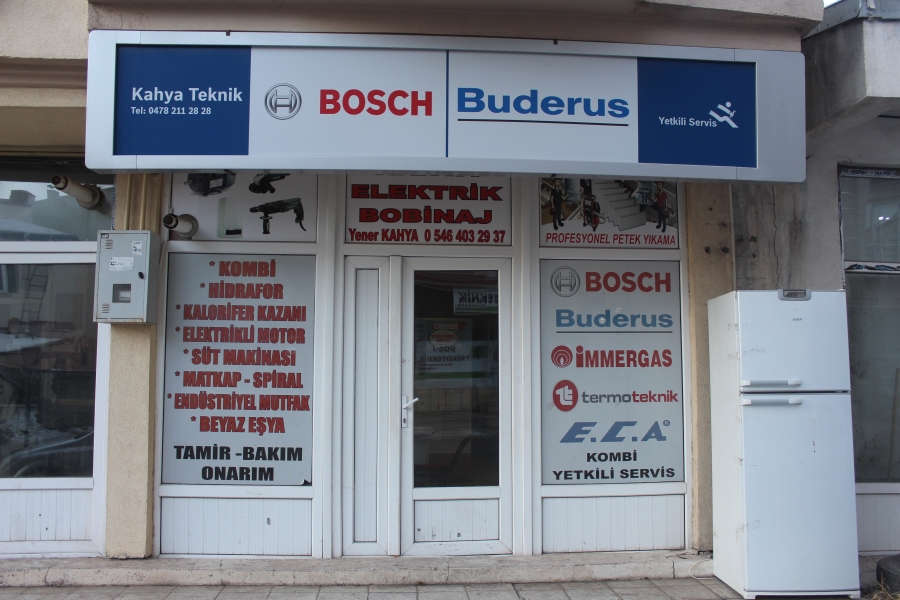 Kahya Teknik
Tel: 0478 211 28 28
BOSCH
Buderus
Yetkili Servis
ELEKTRİK
BOBİNAJ
Yener KAHYA 0 546 403 29 37
PROFESYONEL PETEK YIKAMA
* KOMBİ
* HİDRAFOR
* KALORİFER KAZANI
* ELEKTRİKLİ MOTOR
* SÜT MAKİNASI
* MATKAP - SPİRAL
* ENDÜSTRİYEL MUTFAK
* BEYAZ EŞYA
TAMİR -BAKIM
ONARIM
BOSCH
Buderus
İMMERGAS
termoteknik
E.C.A®
KOMBİ
YETKİLİ SERVİS